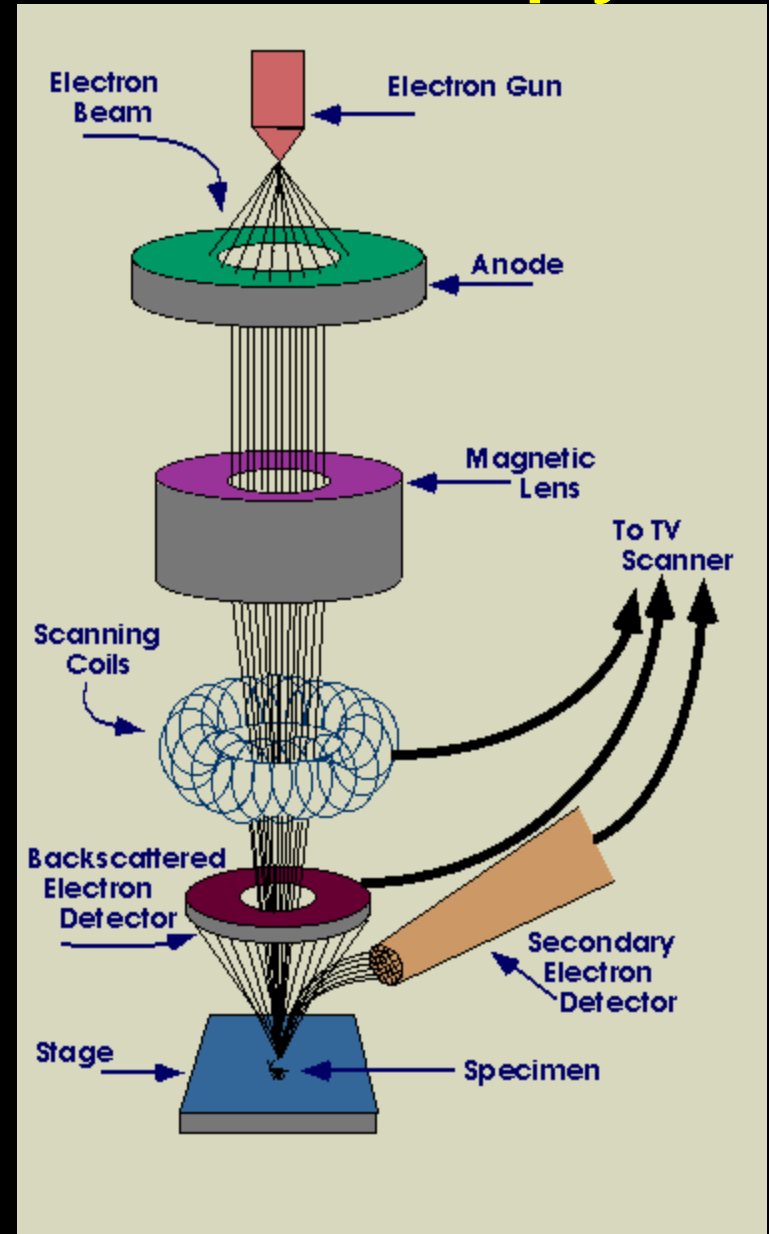 Electron
Beam
Electron Gun
Anode
Magnetic
Lens
To TV
Scanner
Scanning
Coils
Backscattered
Electron
Detector
Secondary
Electron
Detector
Stage
Specimen